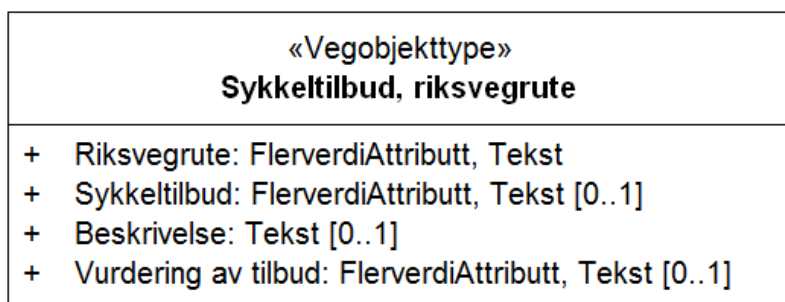 «Vegobjekttype»
Sykkeltilbud, riksvegrute
+ Riksvegrute: FlerverdiAttributt, Tekst
+ Sykkeltilbud: FlerverdiAttributt, Tekst [0..1]
+ Beskrivelse: Tekst [0..1]
+ Vurdering av tilbud: FlerverdiAttributt, Tekst [0..1]